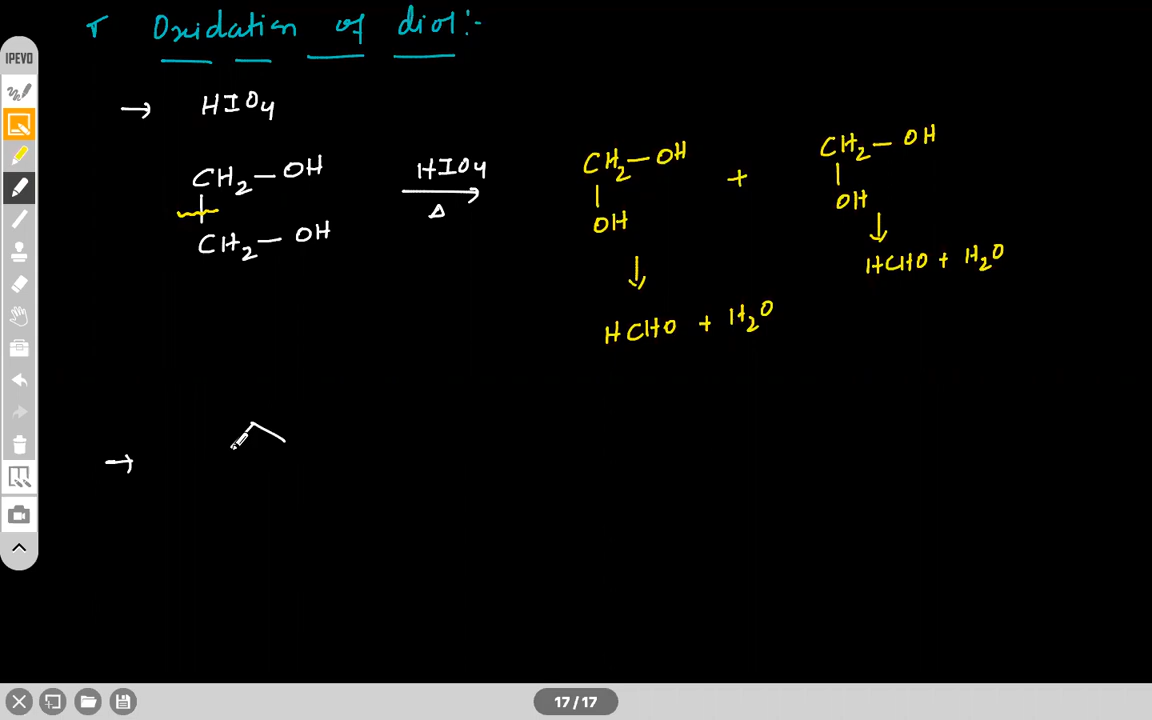 Oxidation of diol:-
IPEVO
→ HIO4
CH2-OH + CH2-OH
CH2-OH HIO4 OH OH
Δ
CH2-OH ↓ ↓ HCHO + H2O
HCHO + H2O
→
17/17